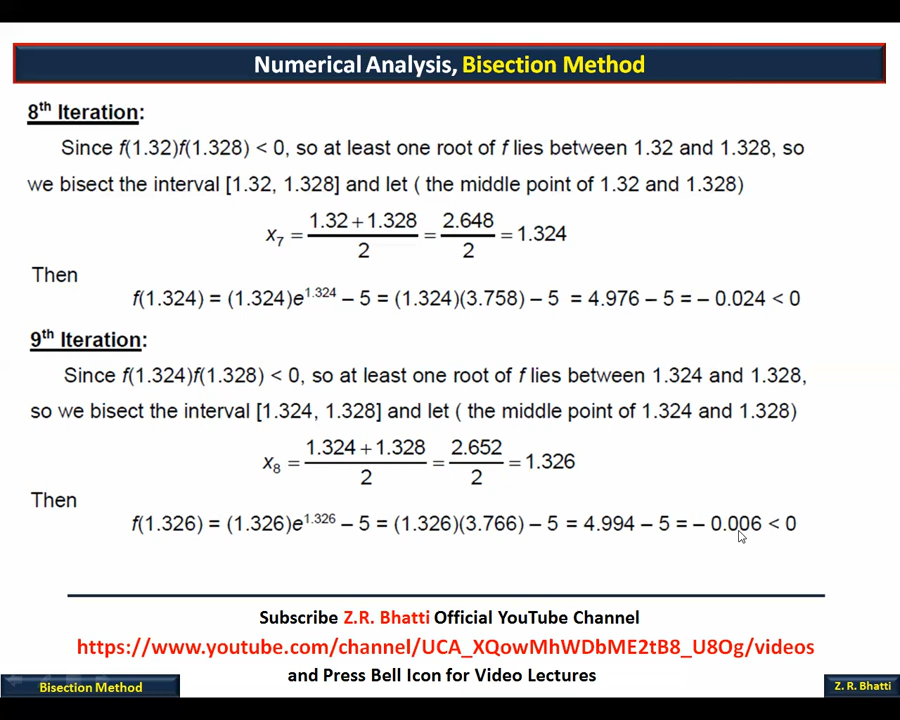 Numerical Analysis, Bisection Method
8th Iteration:
Since f(1.32)f(1.328) < 0, so at least one root of f lies between 1.32 and 1.328, so
we bisect the interval [1.32, 1.328] and let ( the middle point of 1.32 and 1.328)
x₇ = (1.32 + 1.328)/2 = 2.648/2 = 1.324
Then
f(1.324) = (1.324)e^1.324 – 5 = (1.324)(3.758) – 5 = 4.976 – 5 = – 0.024 < 0
9th Iteration:
Since f(1.324)f(1.328) < 0, so at least one root of f lies between 1.324 and 1.328,
so we bisect the interval [1.324, 1.328] and let ( the middle point of 1.324 and 1.328)
x₈ = (1.324 + 1.328)/2 = 2.652/2 = 1.326
Then
f(1.326) = (1.326)e^1.326 – 5 = (1.326)(3.766) – 5 = 4.994 – 5 = – 0.006 < 0
Subscribe Z.R. Bhatti Official YouTube Channel
https://www.youtube.com/channel/UCA_XQowMhWDbME2tB8_U8Og/videos
and Press Bell Icon for Video Lectures
Bisection Method
Z. R. Bhatti